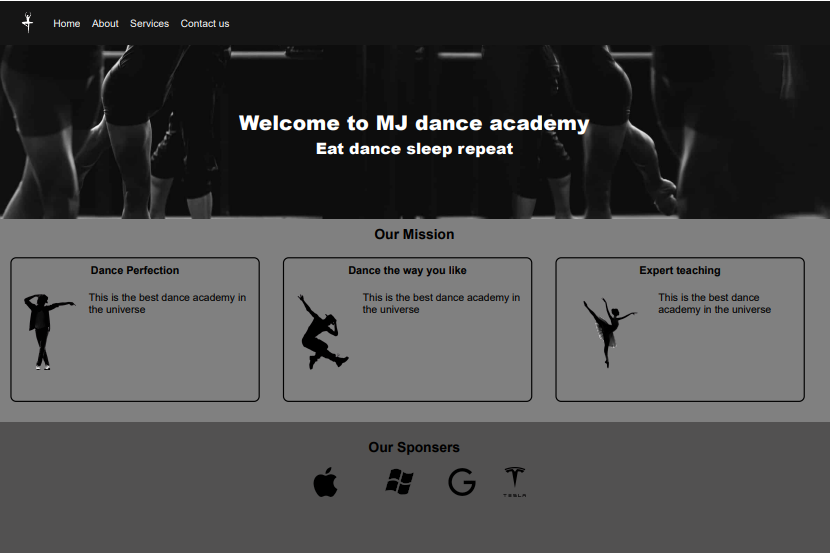 Home About Services Contact us
Welcome to MJ dance academy
Eat dance sleep repeat
Our Mission
Dance Perfection
This is the best dance academy in
the universe
Dance the way you like
This is the best dance academy in
the universe
Expert teaching
This is the best dance
academy in the universe
Our Sponsers
TESLA